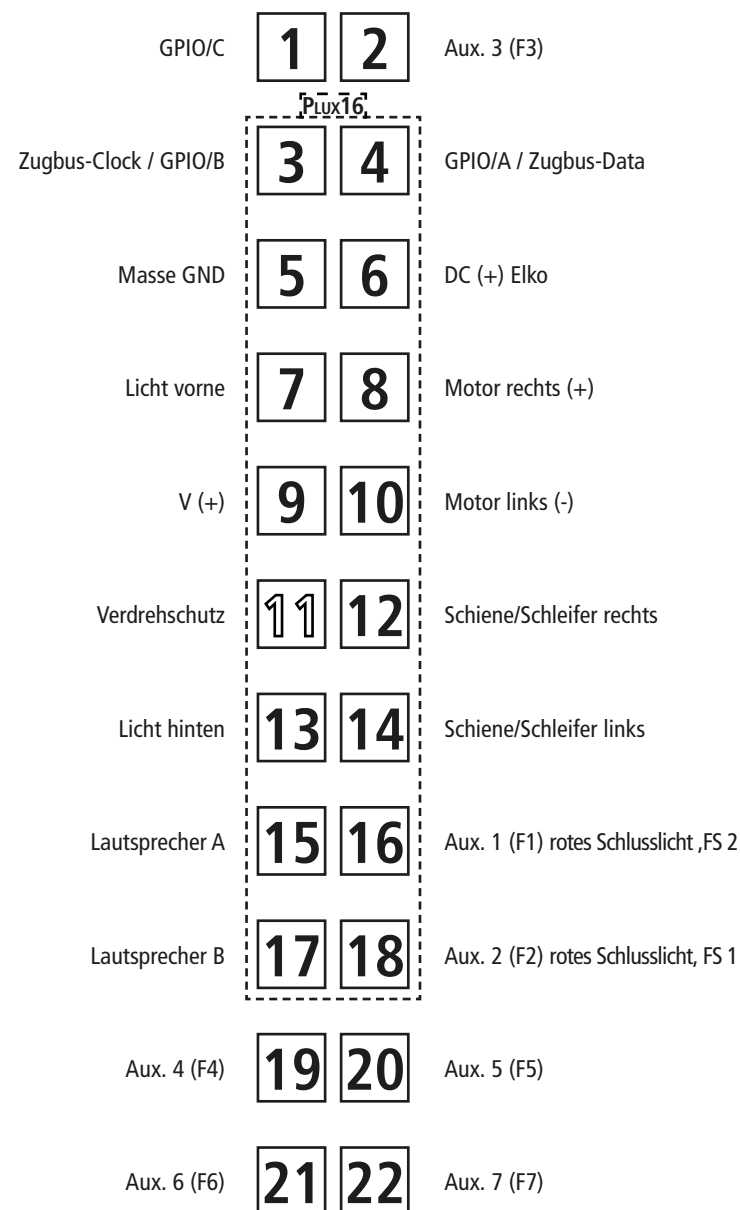 GPIO/C 1 2 Aux. 3 (F3)
PLUX16
Zugbus-Clock / GPIO/B 3 4 GPIO/A / Zugbus-Data
Masse GND 5 6 DC (+) Elko
Licht vorne 7 8 Motor rechts (+)
V (+) 9 10 Motor links (-)
Verdrehschutz 11 12 Schiene/Schleifer rechts
Licht hinten 13 14 Schiene/Schleifer links
Lautsprecher A 15 16 Aux. 1 (F1) rotes Schlusslicht ,FS 2
Lautsprecher B 17 18 Aux. 2 (F2) rotes Schlusslicht, FS 1
Aux. 4 (F4) 19 20 Aux. 5 (F5)
Aux. 6 (F6) 21 22 Aux. 7 (F7)